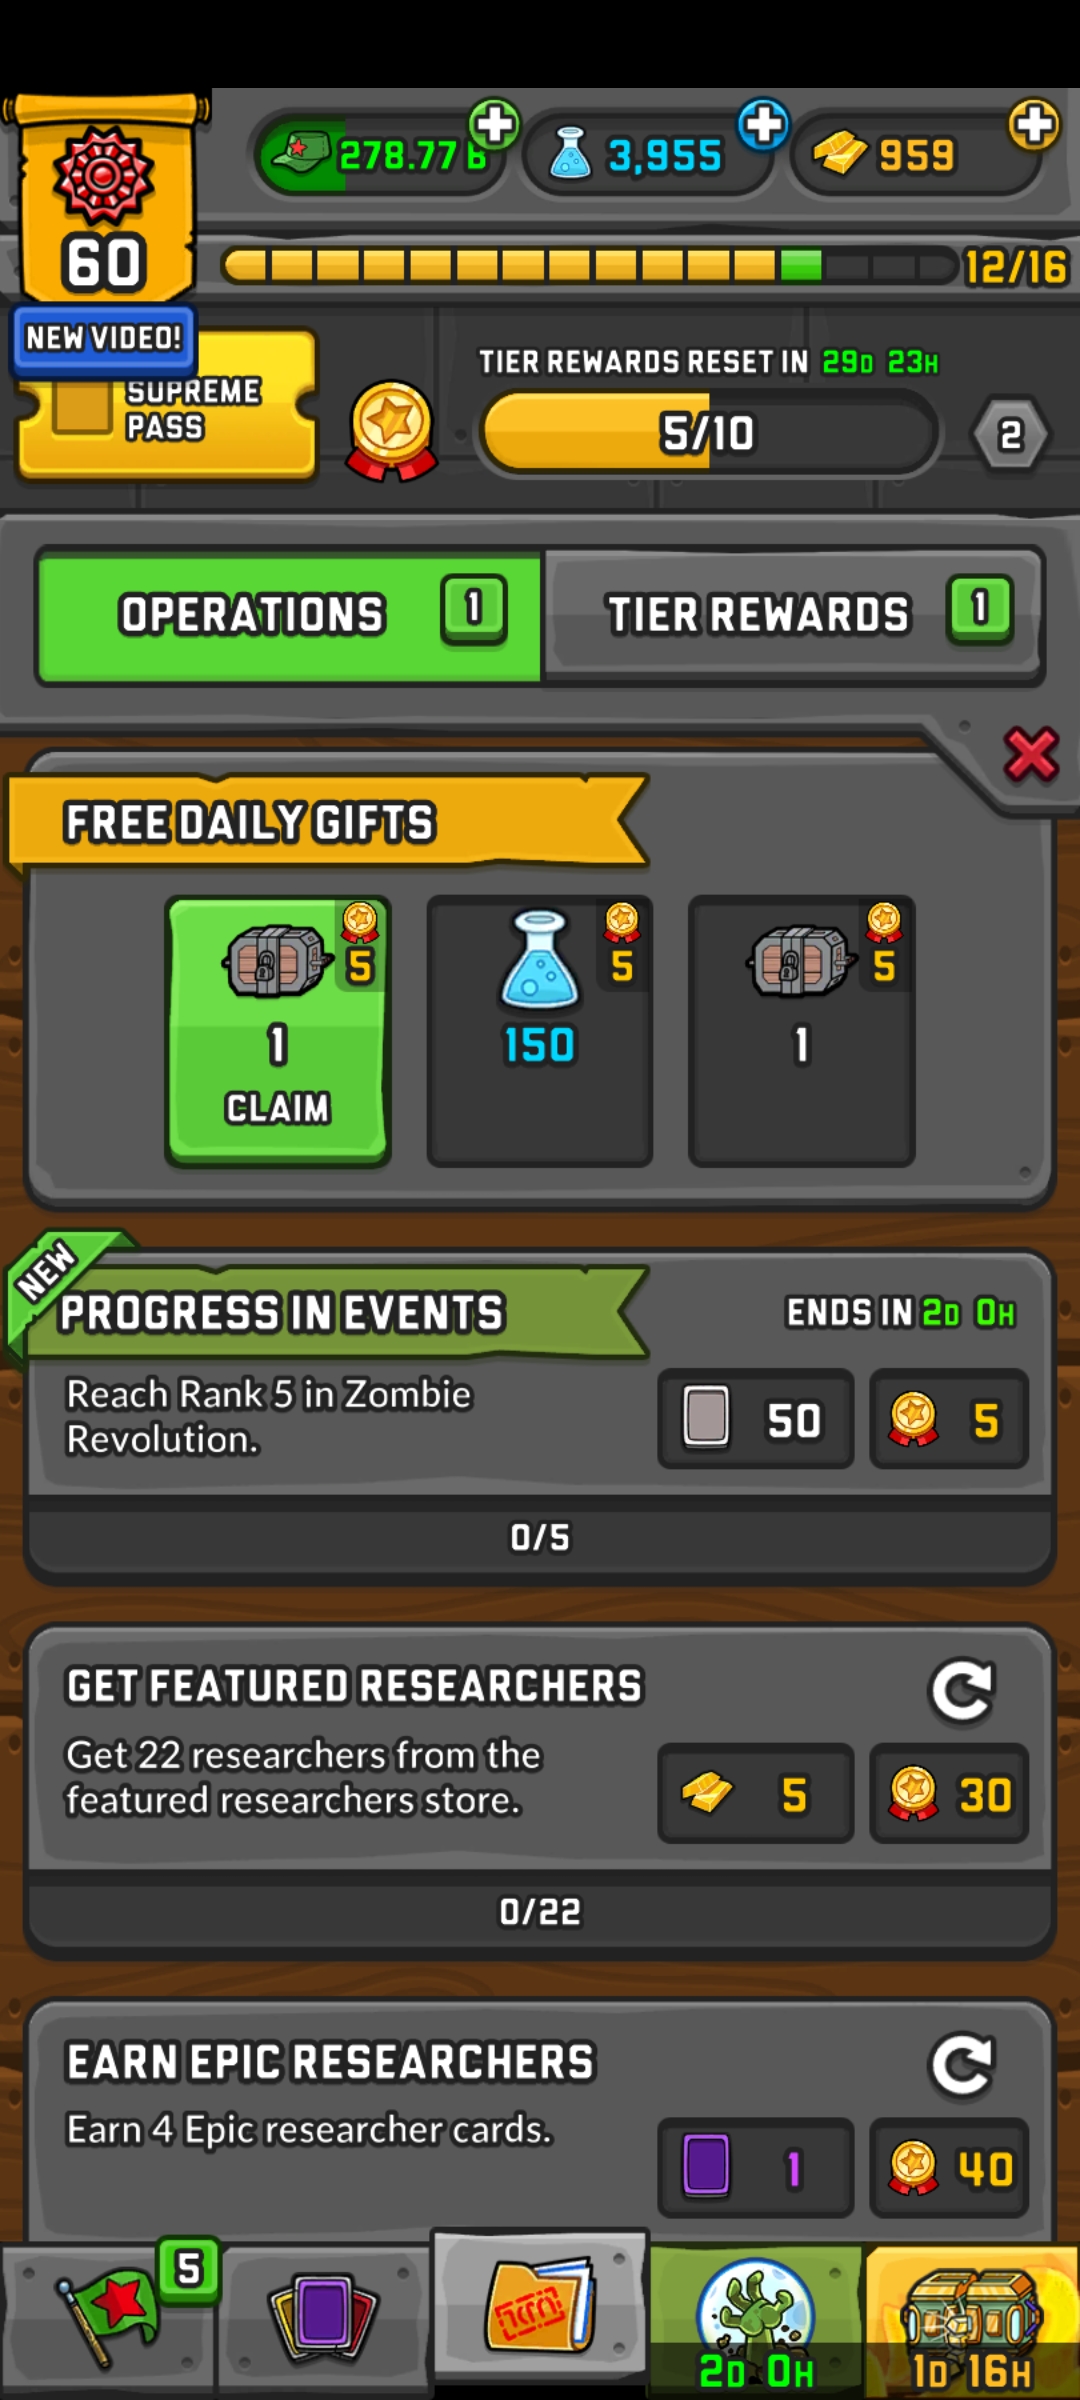 278.77 B
3,955
959
60
12/16
NEW VIDEO!
SUPREME
PASS
TIER REWARDS RESET IN 29D 23H
5/10
2
OPERATIONS 1
TIER REWARDS 1
FREE DAILY GIFTS
5
1
CLAIM
5
150
5
1
NEW
PROGRESS IN EVENTS
ENDS IN 2D 0H
Reach Rank 5 in Zombie
Revolution.
50
5
0/5
GET FEATURED RESEARCHERS
Get 22 researchers from the
featured researchers store.
5
30
0/22
EARN EPIC RESEARCHERS
Earn 4 Epic researcher cards.
1
40
5
2D 0H
1D 16H